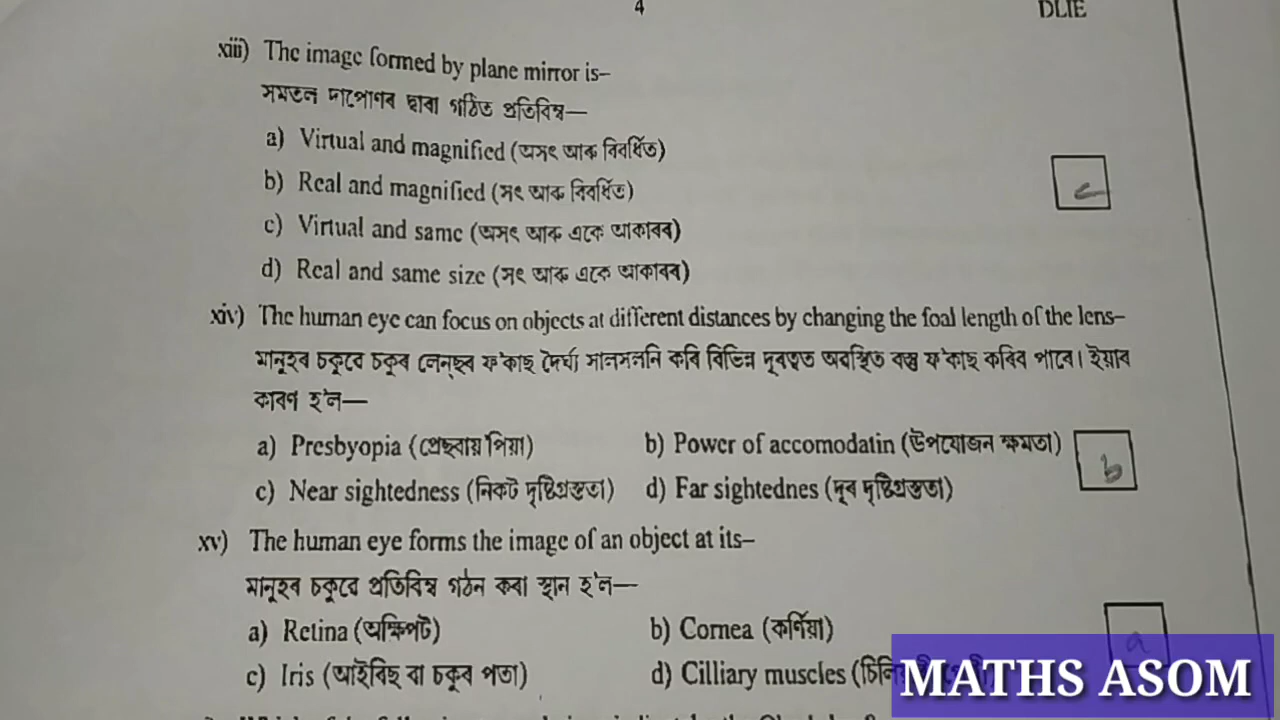 4
DLIE
xiii) The image formed by plane mirror is–
সমতল দাপোণৰ দ্বাৰা গঠিত প্ৰতিবিম্ব—
a) Virtual and magnified (অসৎ আৰু বিবৰ্ধিত)
b) Real and magnified (সৎ আৰু বিবৰ্ধিত)
c) Virtual and same (অসৎ আৰু একে আকাৰৰ)
d) Real and same size (সৎ আৰু একে আকাৰৰ)
c
xiv) The human eye can focus on objects at different distances by changing the foal length of the lens–
মানুহৰ চকুৱে চকুৰ লেন্ছৰ ফ'কাছ দৈৰ্ঘ্য সালসলনি কৰি বিভিন্ন দূৰত্বত অৱস্থিত বস্তু ফ'কাছ কৰিব পাৰে। ইয়াৰ
কাৰণ হ'ল—
a) Presbyopia (প্ৰেছবায়'পিয়া) b) Power of accomodatin (উপযোজন ক্ষমতা)
c) Near sightedness (নিকট দৃষ্টিগ্ৰস্ততা) d) Far sightednes (দূৰ দৃষ্টিগ্ৰস্ততা)
b
xv) The human eye forms the image of an object at its–
মানুহৰ চকুৱে প্ৰতিবিম্ব গঠন কৰা স্থান হ'ল—
a) Retina (অক্ষিপট) b) Cornea (কৰ্ণিয়া)
c) Iris (আইৰিছ বা চকুৰ পতা) d) Cilliary muscles
a
MATHS ASOM